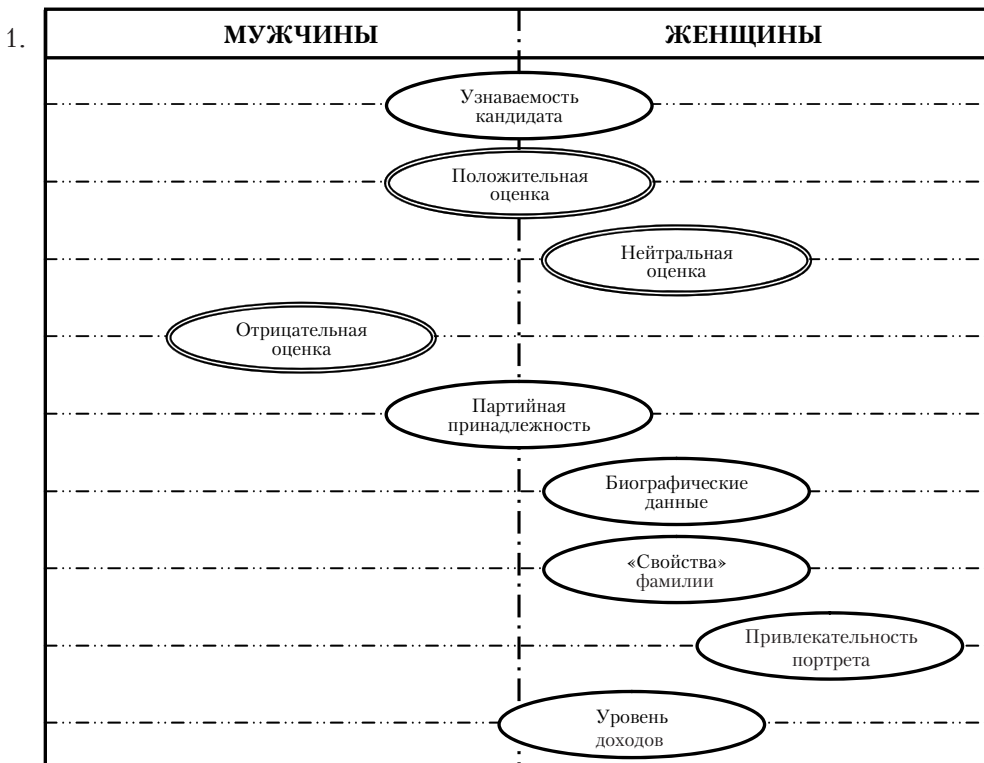 1.
МУЖЧИНЫ ЖЕНЩИНЫ
Узнаваемость
кандидата
Положительная
оценка
Нейтральная
оценка
Отрицательная
оценка
Партийная
принадлежность
Биографические
данные
«Свойства»
фамилии
Привлекательность
портрета
Уровень
доходов